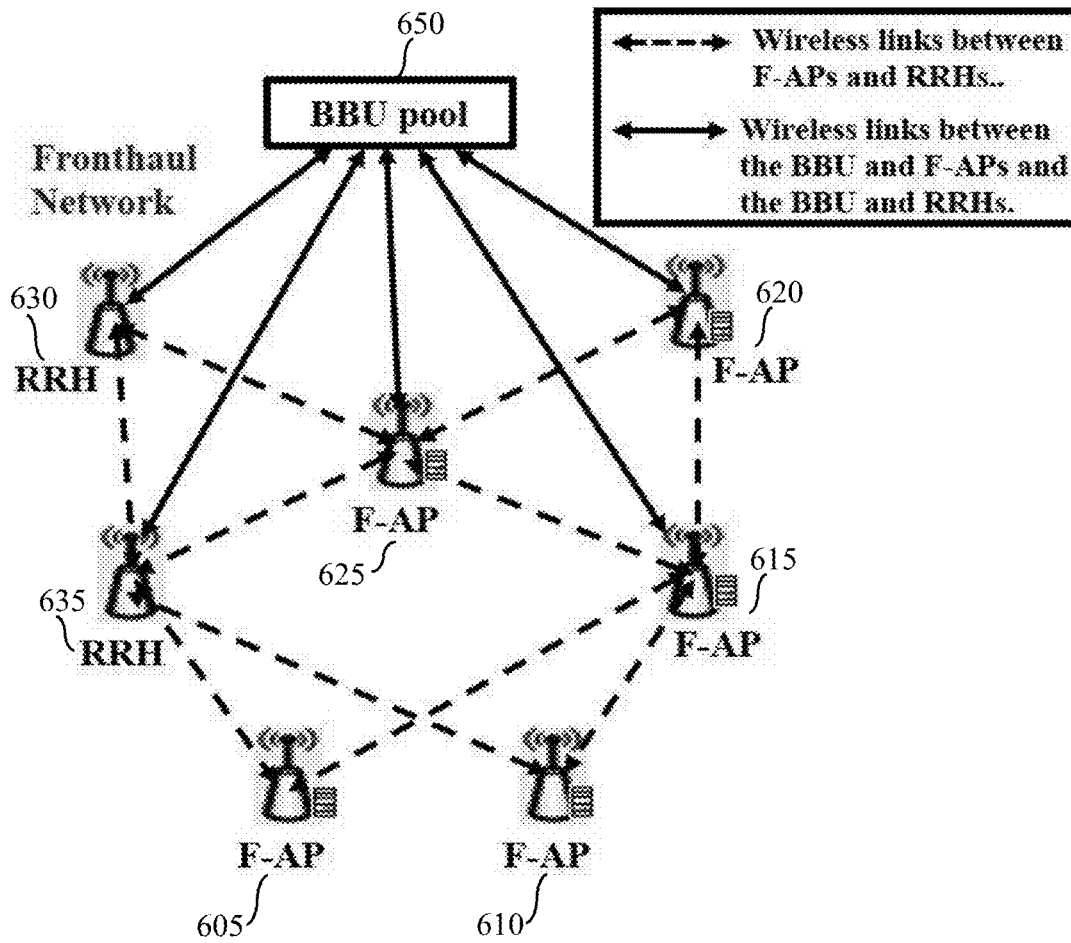 650
BBU pool
Wireless links between
F-APs and RRHs..
Wireless links between
the BBU and F-APs and
the BBU and RRHs.
Fronthaul
Network
630
RRH
620
F-AP
F-AP
625
615
F-AP
635
RRH
F-AP
605
F-AP
610